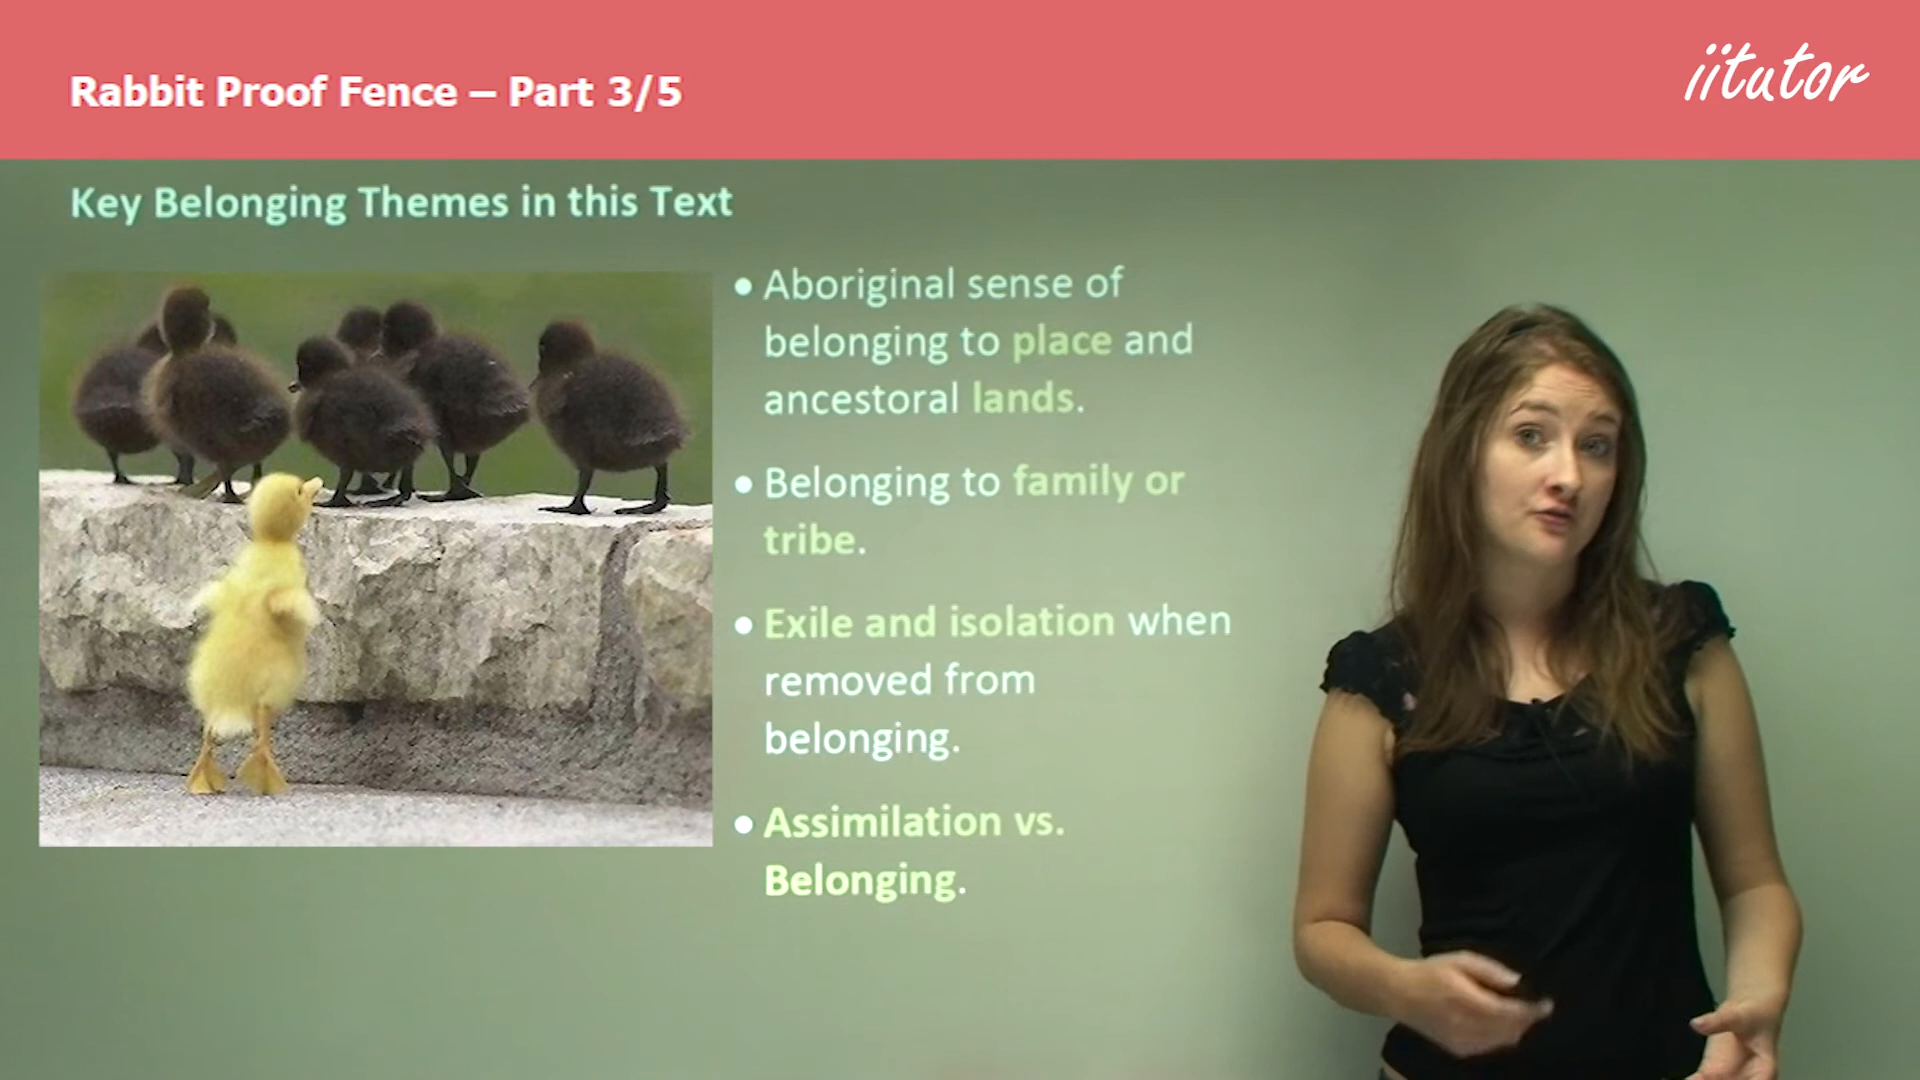 Rabbit Proof Fence – Part 3/5
iitutor
Key Belonging Themes in this Text
• Aboriginal sense of
belonging to place and
ancestoral lands.
• Belonging to family or
tribe.
• Exile and isolation when
removed from
belonging.
• Assimilation vs.
Belonging.